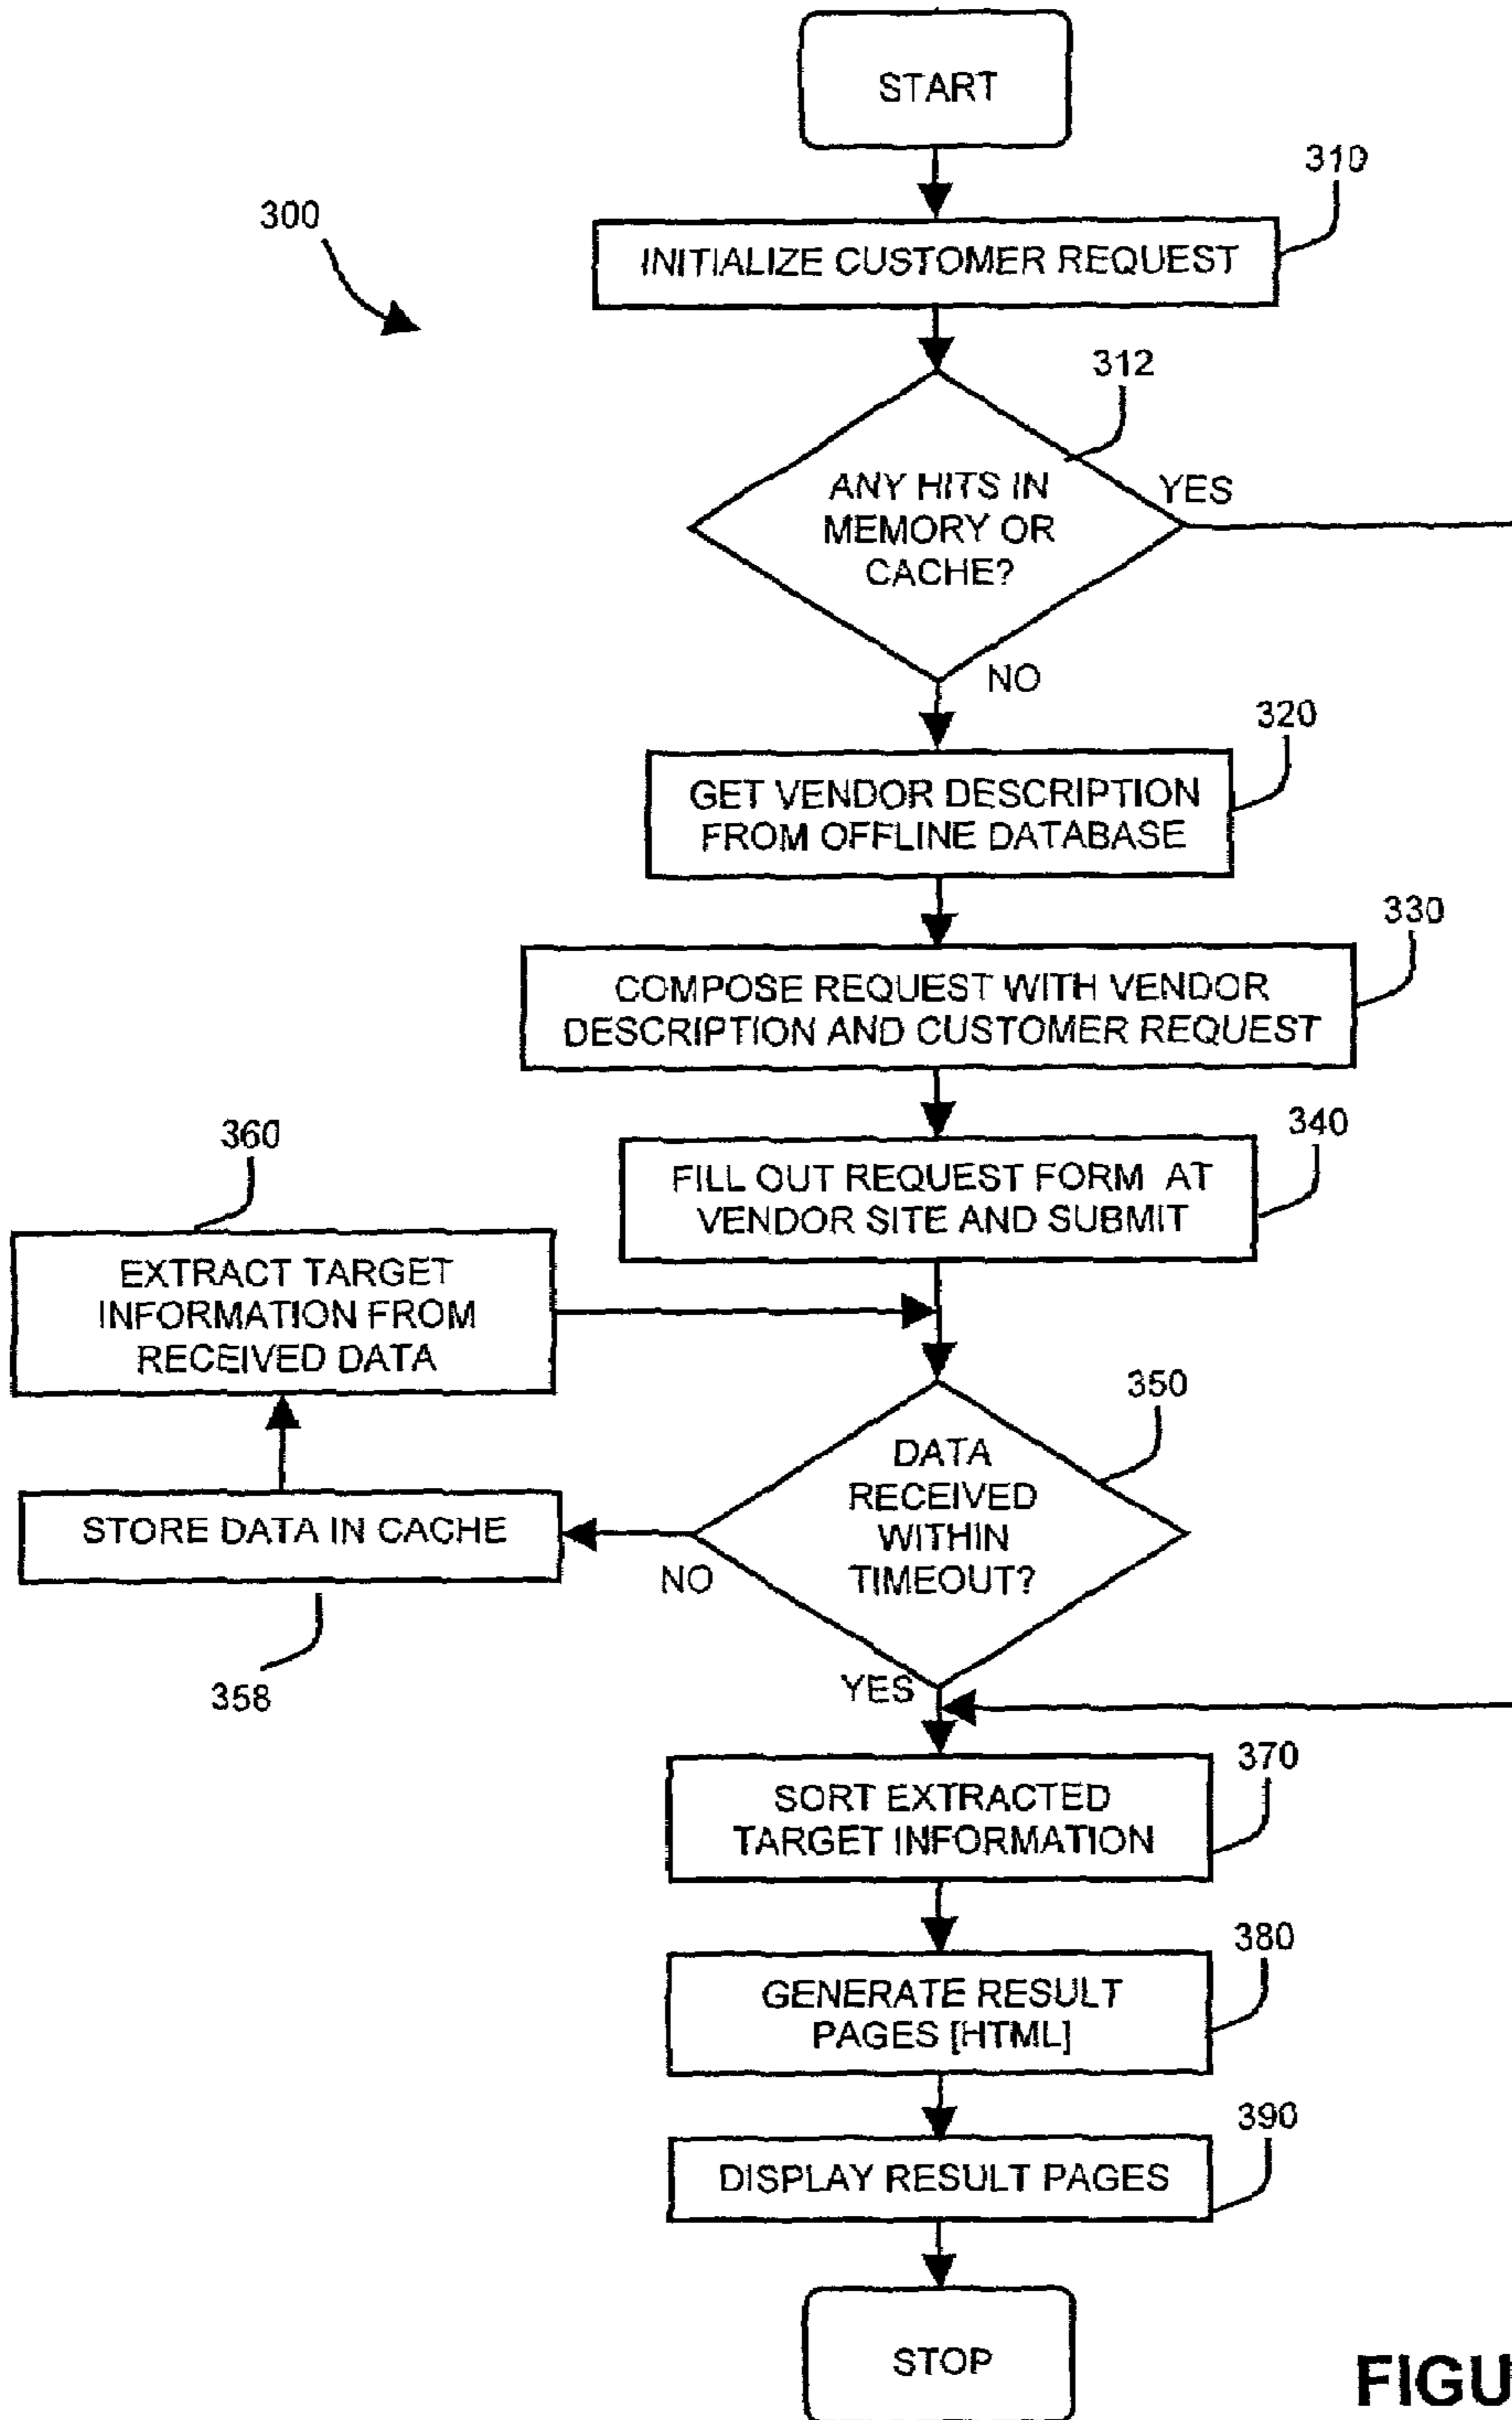 START
310
300
INITIALIZE CUSTOMER REQUEST
312
ANY HITS IN
MEMORY OR
CACHE?
YES
NO
320
GET VENDOR DESCRIPTION
FROM OFFLINE DATABASE
330
COMPOSE REQUEST WITH VENDOR
DESCRIPTION AND CUSTOMER REQUEST
340
FILL OUT REQUEST FORM AT
VENDOR SITE AND SUBMIT
360
EXTRACT TARGET
INFORMATION FROM
RECEIVED DATA
350
DATA
RECEIVED
WITHIN
TIMEOUT?
STORE DATA IN CACHE
NO
358
YES
370
SORT EXTRACTED
TARGET INFORMATION
380
GENERATE RESULT
PAGES [HTML]
390
DISPLAY RESULT PAGES
STOP
FIGU